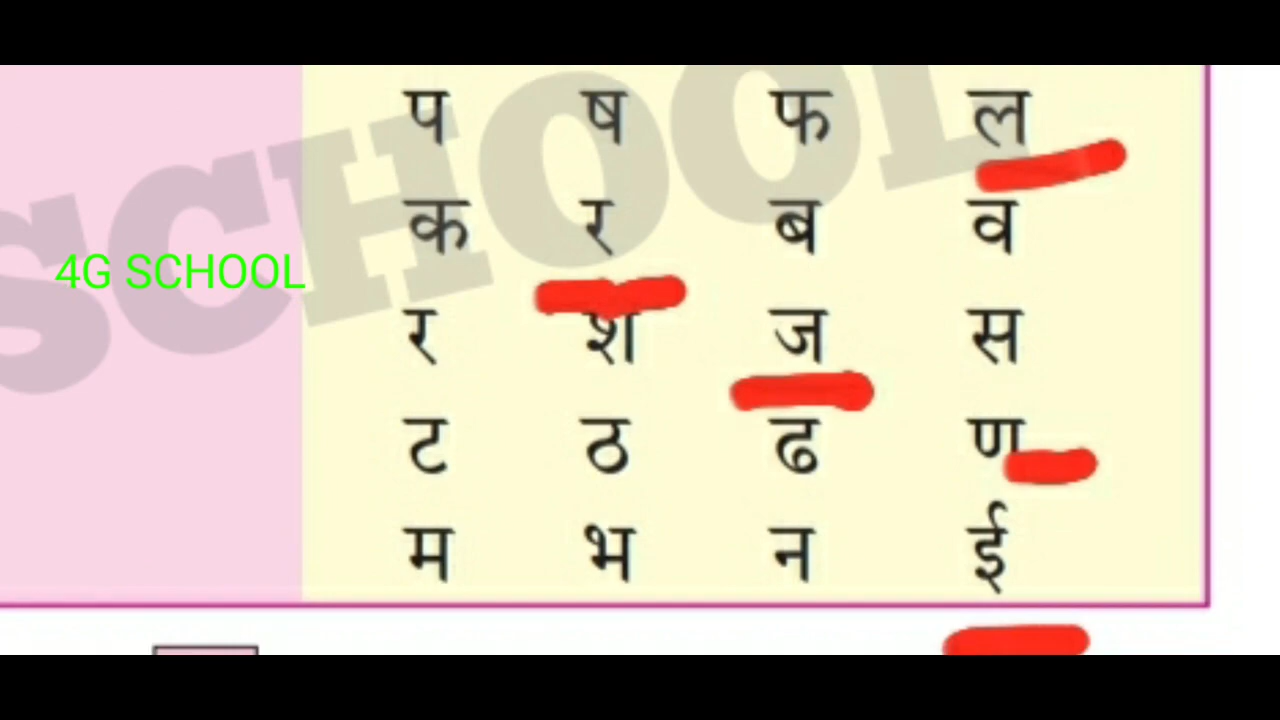 प ष फ ल
क र ब व
4G SCHOOL
र श ज स
ट ठ ढ ण
म भ न ई
SCHOOL